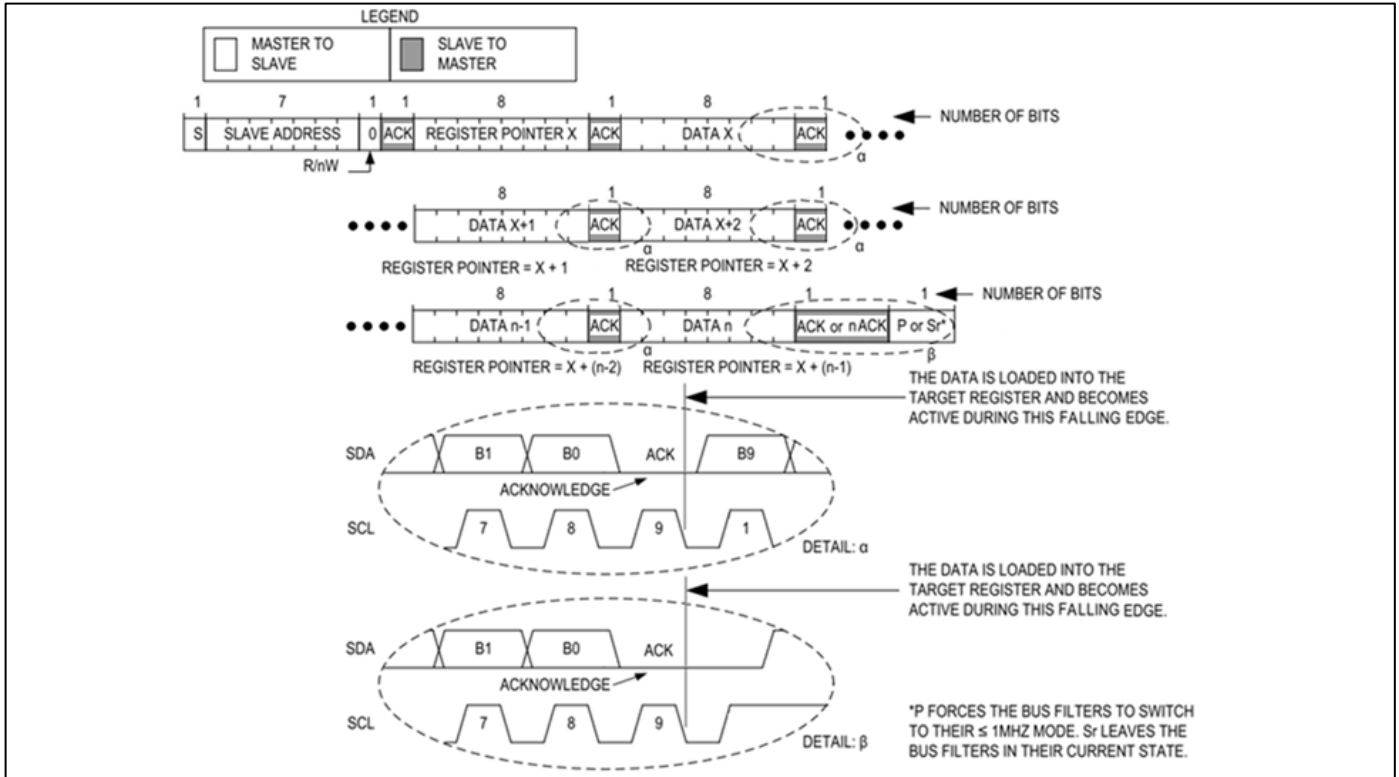 LEGEND
MASTER TO
SLAVE
SLAVE TO
MASTER
1 7 1 1 8 1 8 1
NUMBER OF BITS
S SLAVE ADDRESS 0 ACK REGISTER POINTER X ACK DATA X ACK
α
R/nW
8 1 8 1
NUMBER OF BITS
DATA X+1 ACK DATA X+2 ACK
α α
REGISTER POINTER = X + 1 REGISTER POINTER = X + 2
8 1 8 1 1
NUMBER OF BITS
DATA n-1 ACK DATA n ACK or nACK P or Sr*
α β
REGISTER POINTER = X + (n-2) REGISTER POINTER = X + (n-1)
THE DATA IS LOADED INTO THE
TARGET REGISTER AND BECOMES
ACTIVE DURING THIS FALLING EDGE.
SDA B1 B0 ACK B9
ACKNOWLEDGE
SCL 7 8 9 1
DETAIL: α
THE DATA IS LOADED INTO THE
TARGET REGISTER AND BECOMES
ACTIVE DURING THIS FALLING EDGE.
SDA B1 B0 ACK
ACKNOWLEDGE
SCL 7 8 9
DETAIL: β
*P FORCES THE BUS FILTERS TO SWITCH
TO THEIR ≤ 1MHZ MODE. Sr LEAVES THE
BUS FILTERS IN THEIR CURRENT STATE.